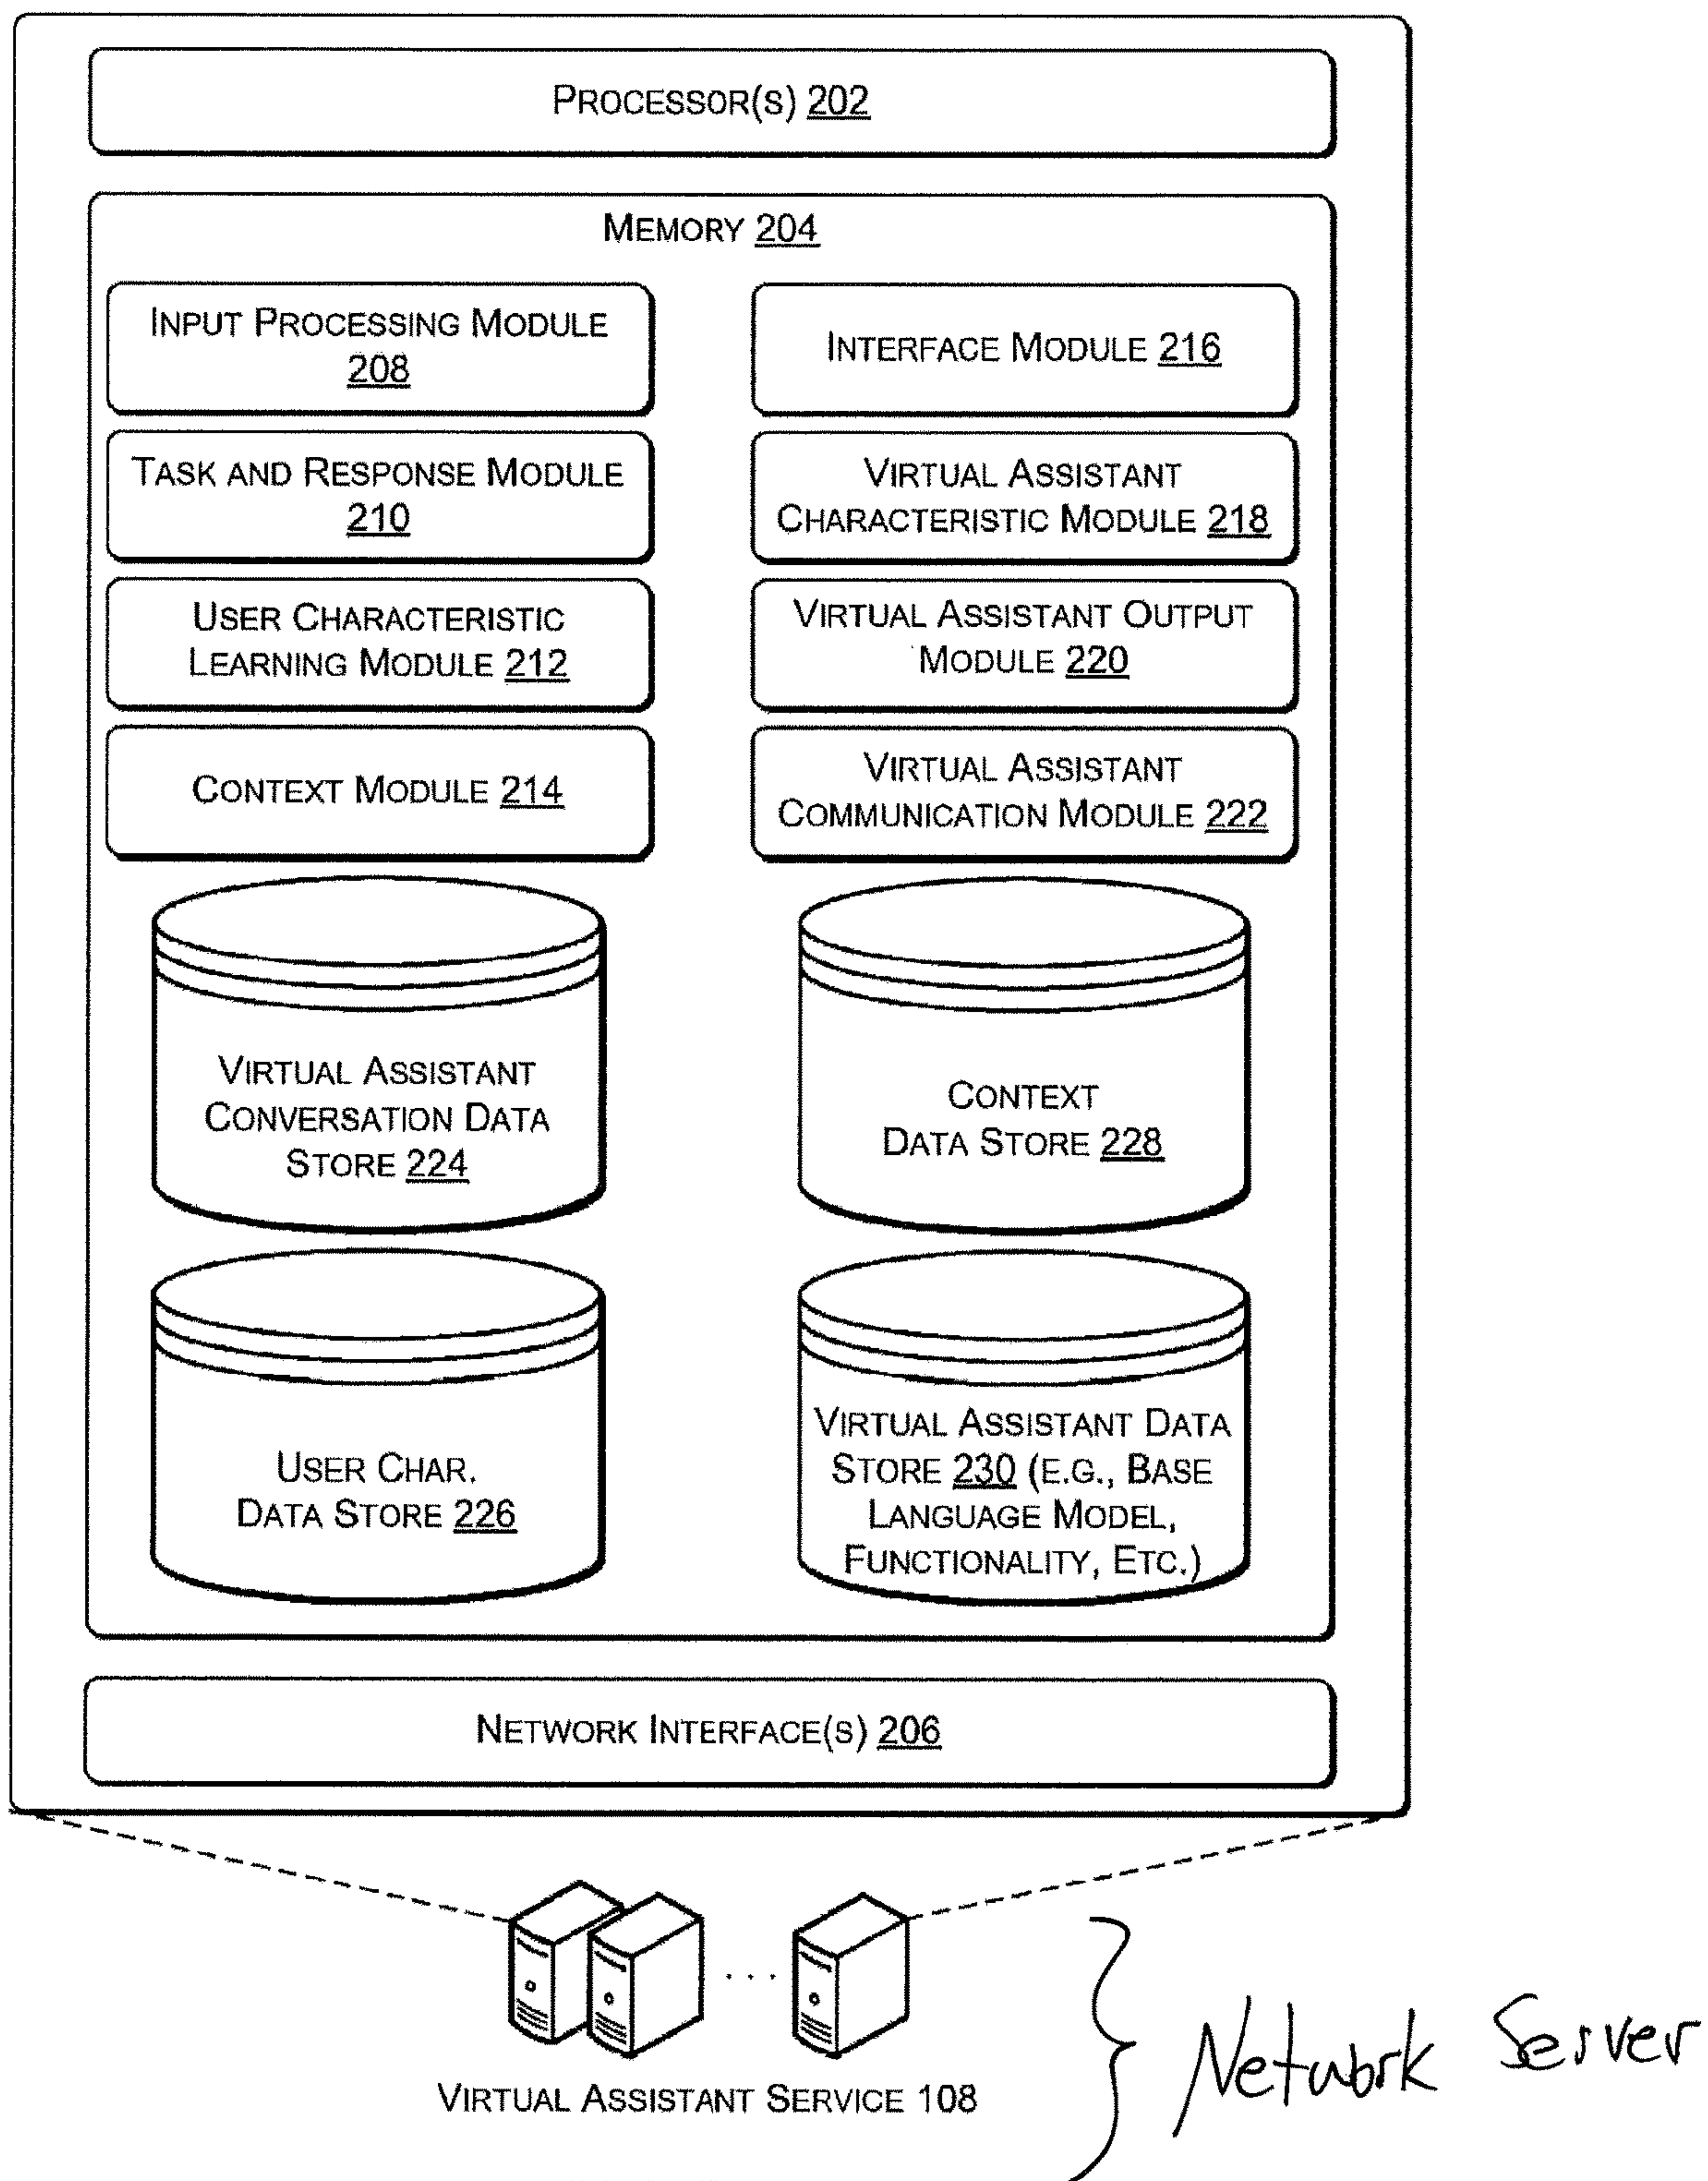 PROCESSOR(S) 202
MEMORY 204
INPUT PROCESSING MODULE
208
INTERFACE MODULE 216
TASK AND RESPONSE MODULE
210
VIRTUAL ASSISTANT
CHARACTERISTIC MODULE 218
USER CHARACTERISTIC
LEARNING MODULE 212
VIRTUAL ASSISTANT OUTPUT
MODULE 220
CONTEXT MODULE 214
VIRTUAL ASSISTANT
COMMUNICATION MODULE 222
VIRTUAL ASSISTANT
CONVERSATION DATA
STORE 224
CONTEXT
DATA STORE 228
USER CHAR.
DATA STORE 226
VIRTUAL ASSISTANT DATA
STORE 230 (E.G., BASE
LANGUAGE MODEL,
FUNCTIONALITY, ETC.)
NETWORK INTERFACE(S) 206
...
VIRTUAL ASSISTANT SERVICE 108
Network Server